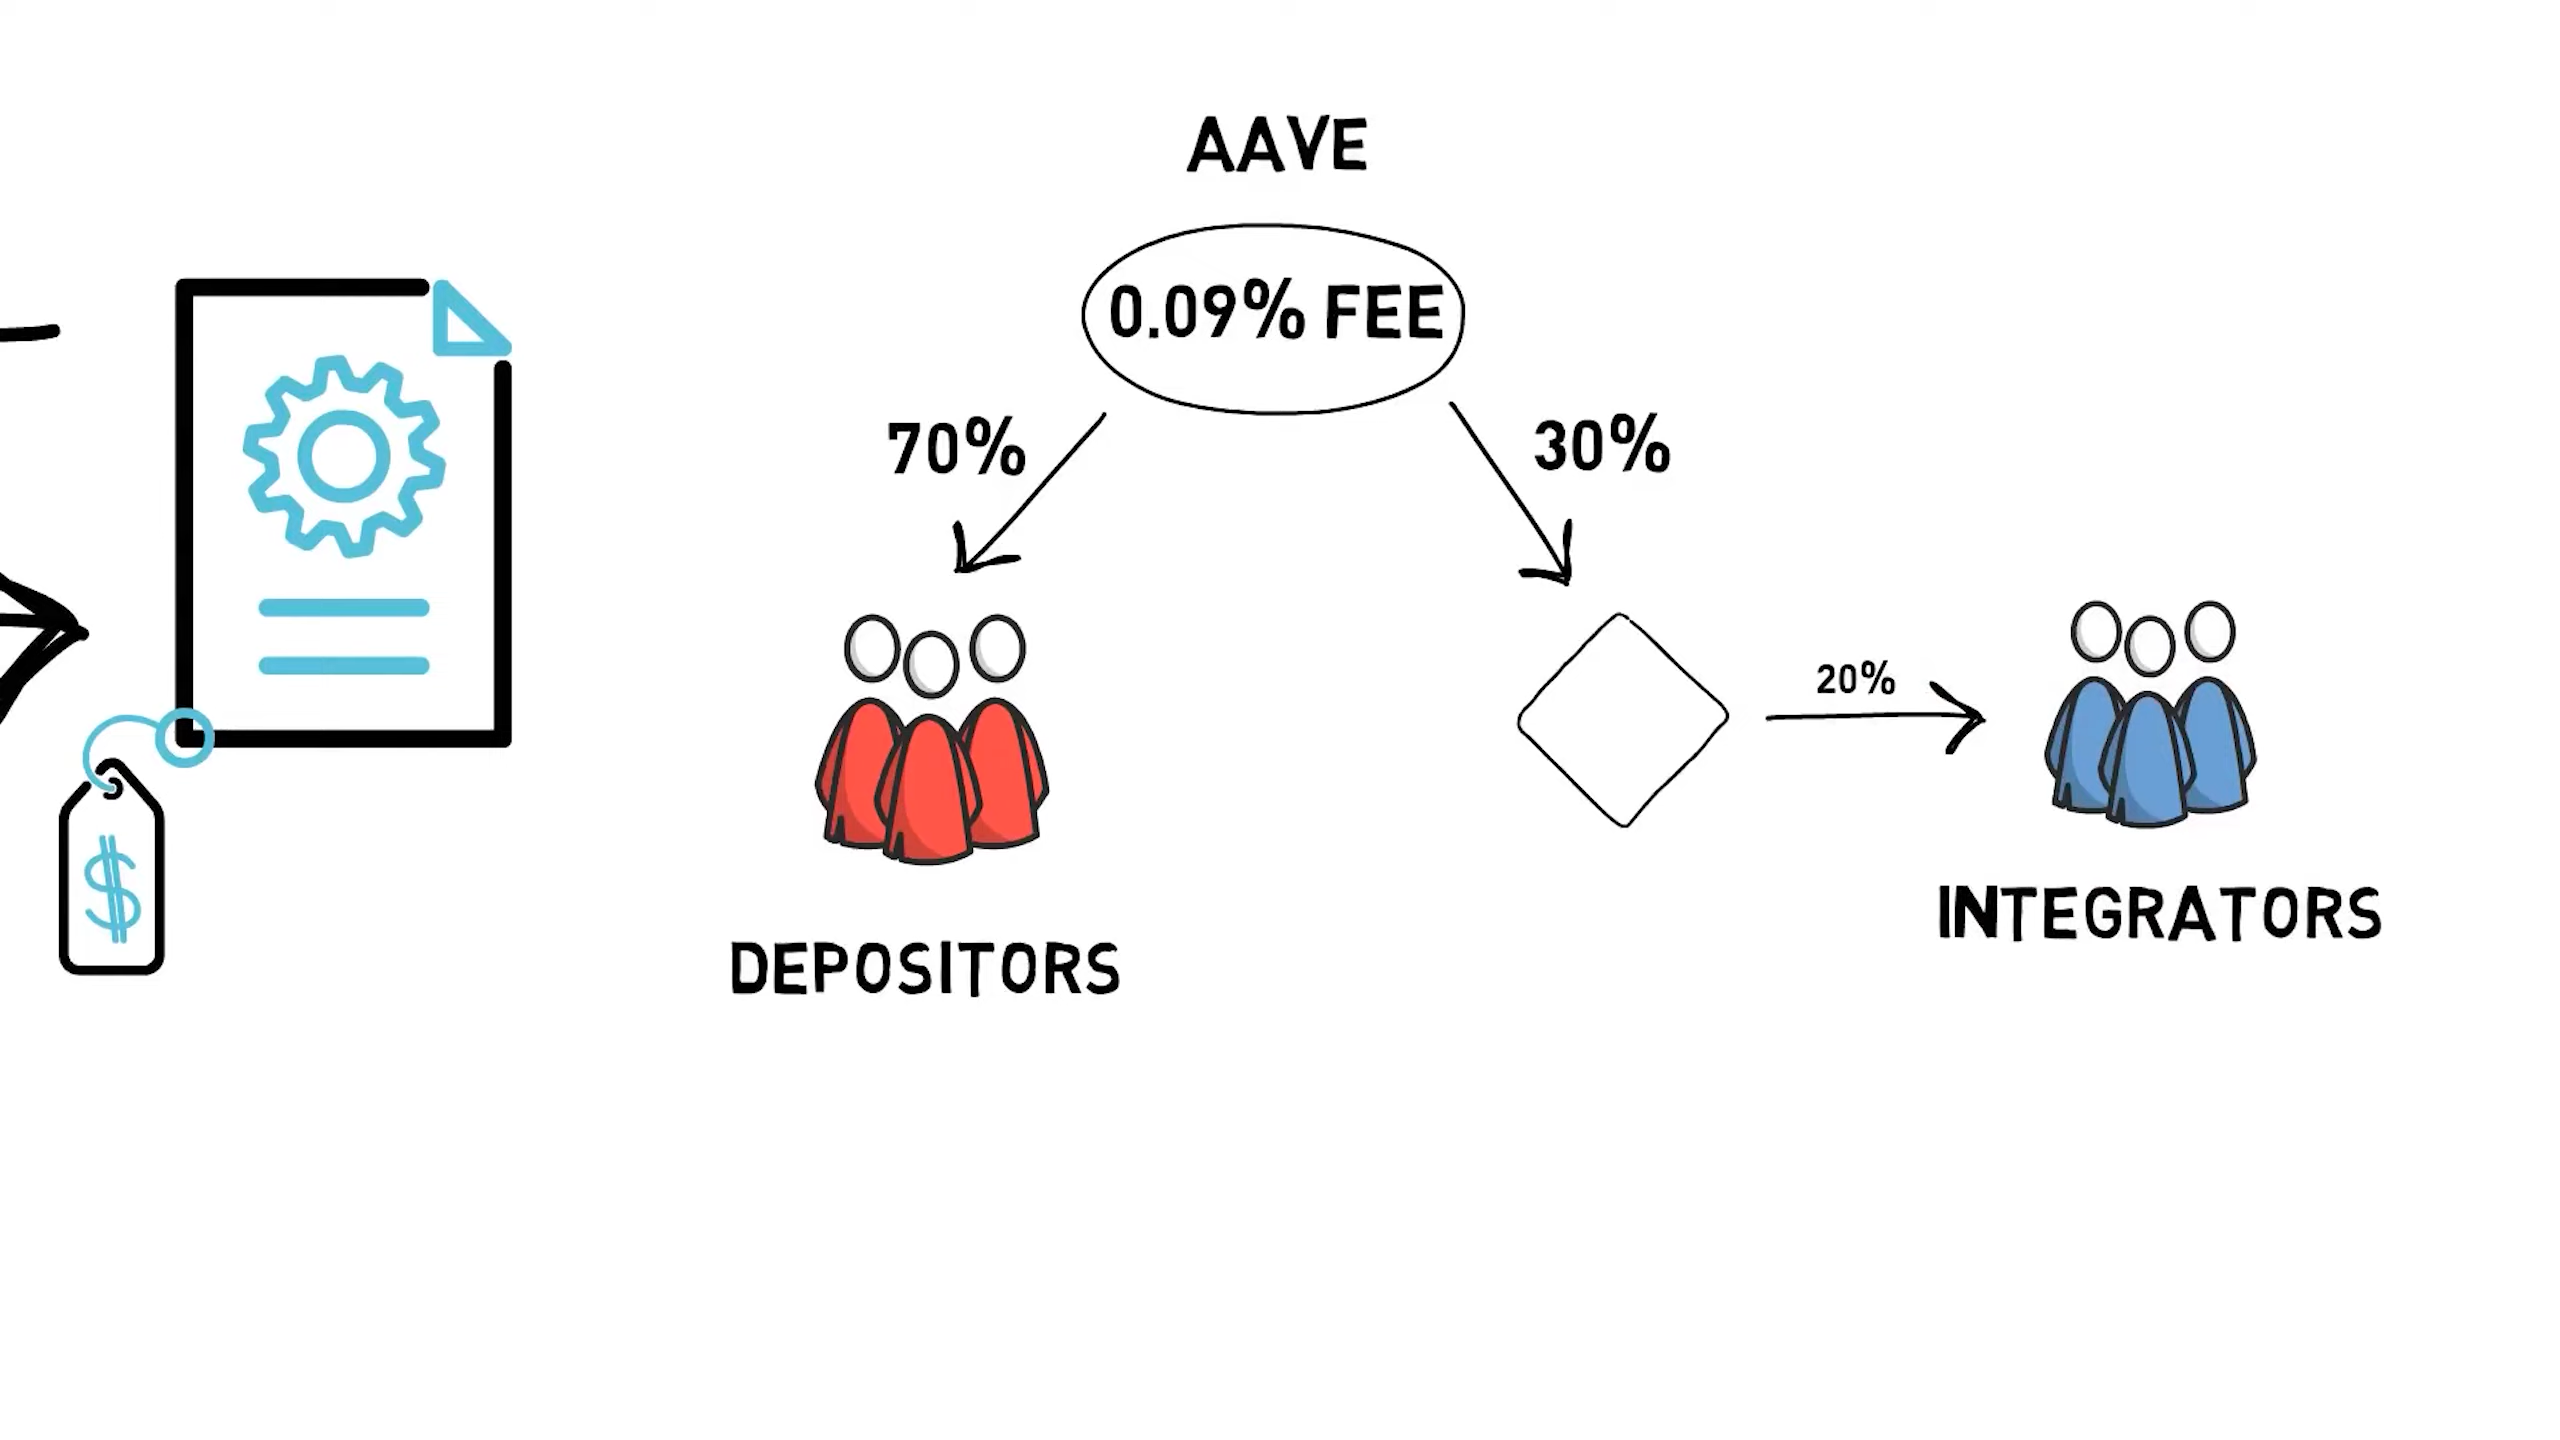 AAVE
0.09% FEE
70%
30%
20%
$
INTEGRATORS
DEPOSITORS